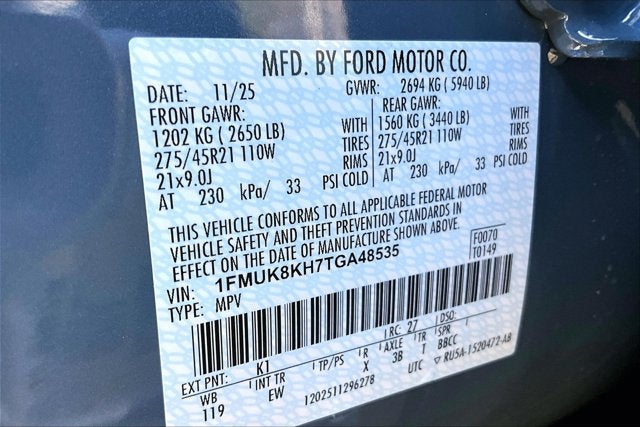 MFD. BY FORD MOTOR CO.
DATE: 11/25 GVWR: 2694 KG ( 5940 LB)
FRONT GAWR: REAR GAWR:
1202 KG ( 2650 LB) WITH 1560 KG ( 3440 LB) WITH
275/45R21 110W TIRES 275/45R21 110W TIRES
21x9.0J RIMS 21x9.0J RIMS
AT 230 kPa/ 33 PSI COLD AT 230 kPa/ 33 PSI COLD
THIS VEHICLE CONFORMS TO ALL APPLICABLE FEDERAL MOTOR
VEHICLE SAFETY AND THEFT PREVENTION STANDARDS IN
EFFECT ON THE DATE OF MANUFACTURE SHOWN ABOVE.
VIN: 1FMUK8KH7TGA48535 F0070
TYPE: MPV T0149
EXT PNT: K1 RC: 27 DSO:
WB INT TR TP/PS R AXLE TR SPR
119 EW X 3B T BBCC
1202511296278 UTC ▽ RU5A-1520472-AB